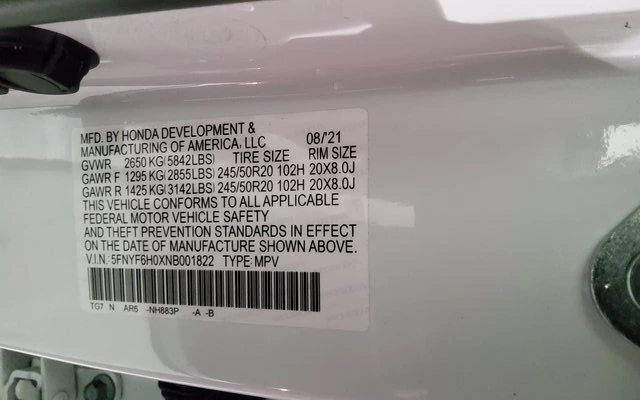 MFD. BY HONDA DEVELOPMENT &
MANUFACTURING OF AMERICA, LLC 08/'21
GVWR 2650 KG(5842LBS) TIRE SIZE RIM SIZE
GAWR F 1295 KG(2855LBS) 245/50R20 102H 20X8.0J
GAWR R 1425 KG(3142LBS) 245/50R20 102H 20X8.0J
THIS VEHICLE CONFORMS TO ALL APPLICABLE
FEDERAL MOTOR VEHICLE SAFETY
AND THEFT PREVENTION STANDARDS IN EFFECT
ON THE DATE OF MANUFACTURE SHOWN ABOVE.
V.I.N.: 5FNYF6H0XNB001822 TYPE: MPV
TG7 N AR5 -NH883P -A -B